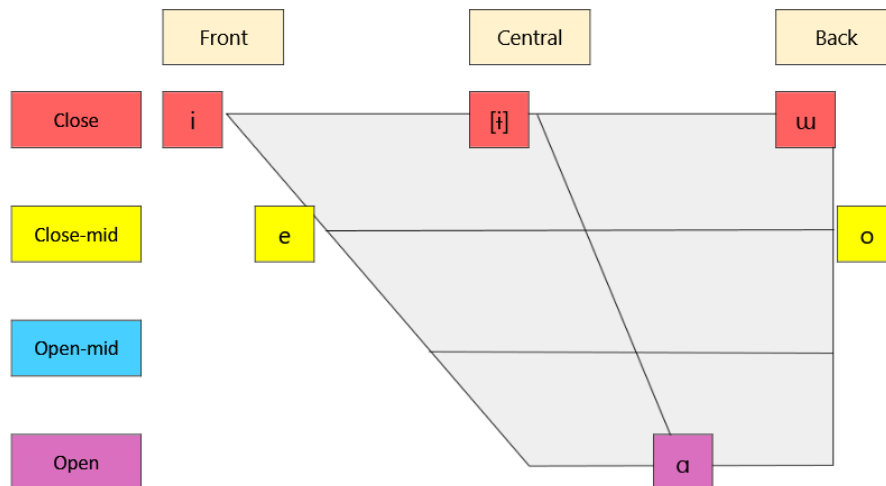 Front Central Back
Close i [ɨ] ɯ
Close-mid e o
Open-mid
Open ɑ